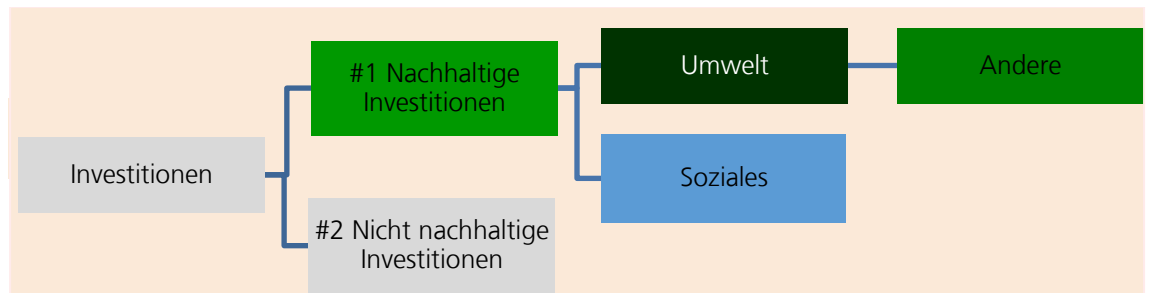 Investitionen
#1 Nachhaltige
Investitionen
#2 Nicht nachhaltige
Investitionen
Umwelt
Soziales
Andere